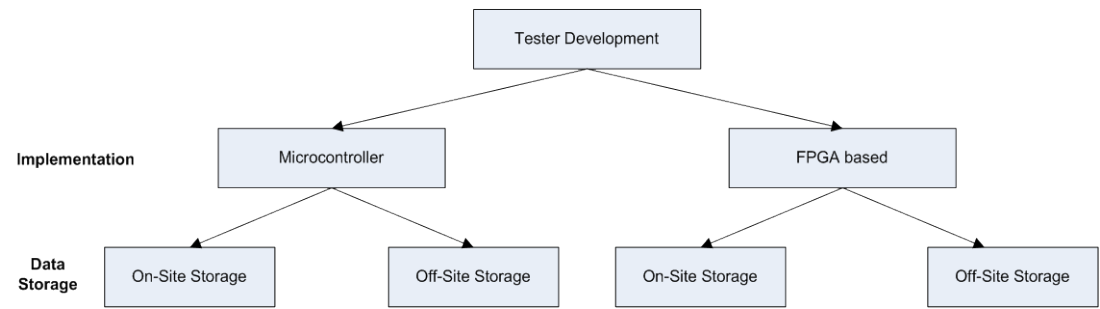 Tester Development
Implementation
Microcontroller
FPGA based
Data
Storage
On-Site Storage
Off-Site Storage
On-Site Storage
Off-Site Storage